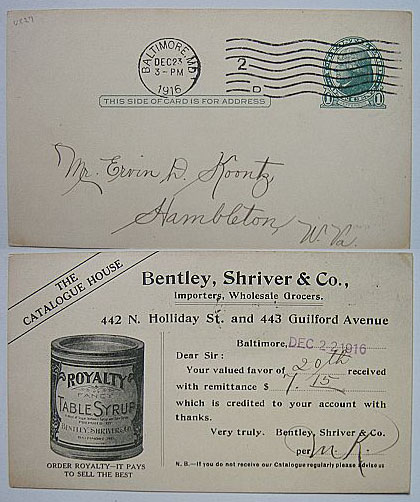 BALTIMORE, MD.
DEC 23
3-PM
1916
2
D
THIS SIDE OF CARD IS FOR ADDRESS
Mr. Ervin D. Koontz,
Hambleton,
W. Va.
THE
CATALOGUE HOUSE
Bentley, Shriver & Co.,
Importers, Wholesale Grocers.
442 N. Holliday St. and 443 Guilford Avenue
Baltimore, DEC 22 1916
Dear Sir:
Your valued favor of 20th received
with remittance $ 7.15
which is credited to your account with
thanks.
Very truly. Bentley, Shriver & Co.,
per M. R.
N. B.—If you do not receive our Catalogue regularly please advise us
ROYALTY
FANCY
TABLE SYRUP
BENTLEY, SHRIVER & CO.
ORDER ROYALTY—IT PAYS
TO SELL THE BEST